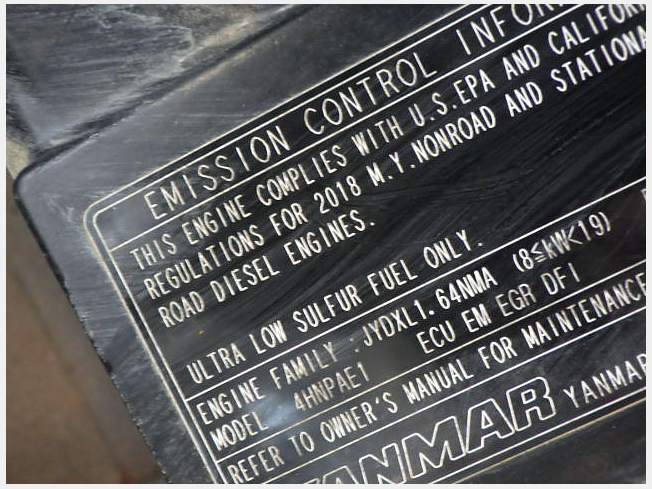 EMISSION CONTROL INFOR
THIS ENGINE COMPLIES WITH U.S.EPA AND CALIFOR
REGULATIONS FOR 2018 M.Y.NONROAD AND STATIONA
ROAD DIESEL ENGINES.
ULTRA LOW SULFUR FUEL ONLY.
ENGINE FAMILY .JYDXL1.64NMA (8≦kW<19)
MODEL 4HNPAE1 ECU EM EGR DFI
REFER TO OWNER'S MANUAL FOR MAINTENANCE
YANMAR YANMAR